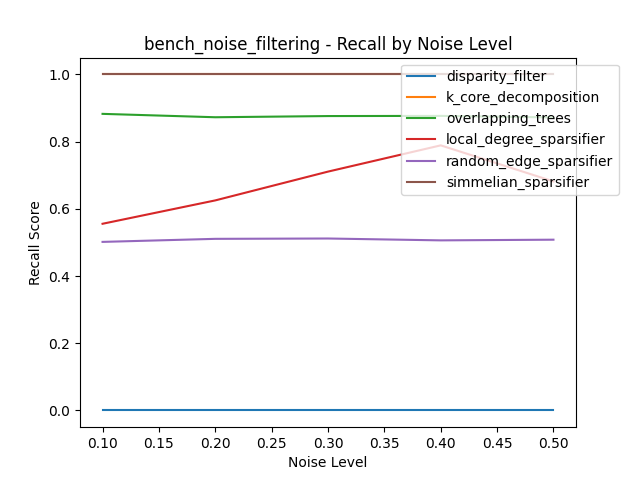 bench_noise_filtering - Recall by Noise Level
disparity_filter
k_core_decomposition
overlapping_trees
local_degree_sparsifier
random_edge_sparsifier
simmelian_sparsifier
Recall Score
1.0
0.8
0.6
0.4
0.2
0.0
0.10 0.15 0.20 0.25 0.30 0.35 0.40 0.45 0.50
Noise Level